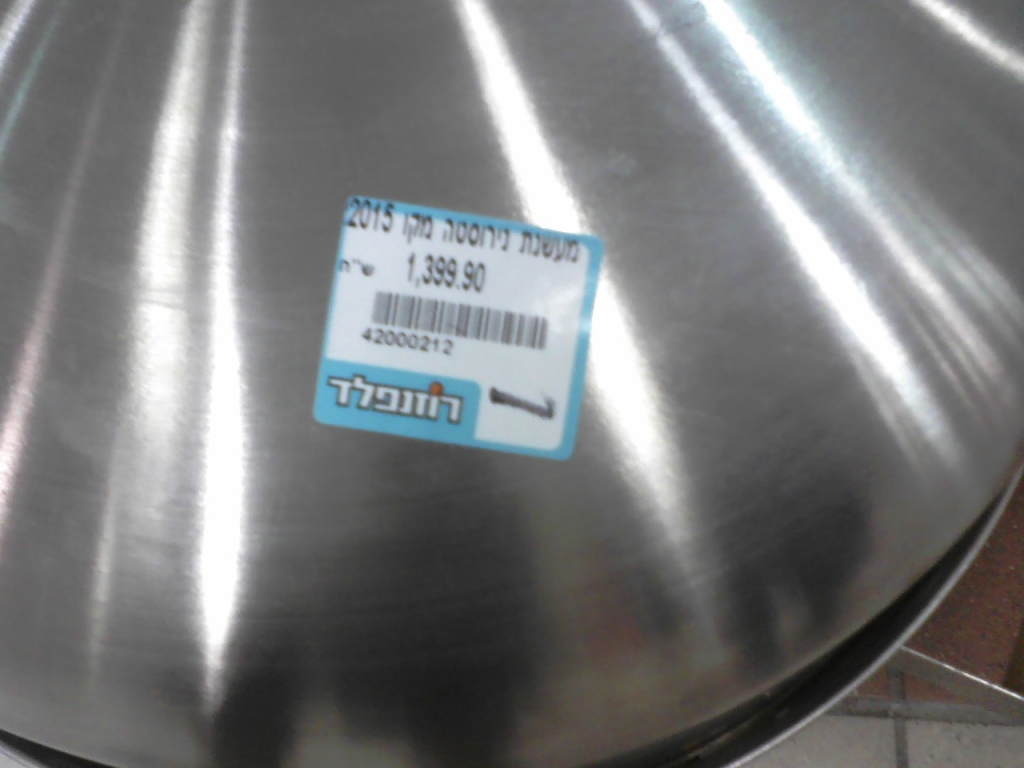 מעשנת נירוסטה מקו 2015
1,399.90 ש״ח
42000212
רוזנפלד